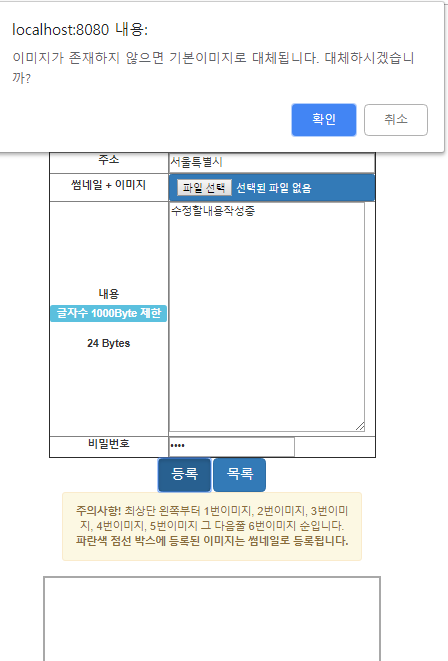 localhost:8080 내용:
이미지가 존재하지 않으면 기본이미지로 대체됩니다. 대체하시겠습니
까?
확인 취소
주소 서울특별시
썸네일 + 이미지 파일 선택 선택된 파일 없음
수정할내용작성중
내용
글자수 1000Byte 제한
24 Bytes
비밀번호 ••••
등록 목록
주의사항! 최상단 왼쪽부터 1번이미지, 2번이미지, 3번이미
지, 4번이미지, 5번이미지 그 다음줄 6번이미지 순입니다.
파란색 점선 박스에 등록된 이미지는 썸네일로 등록됩니다.